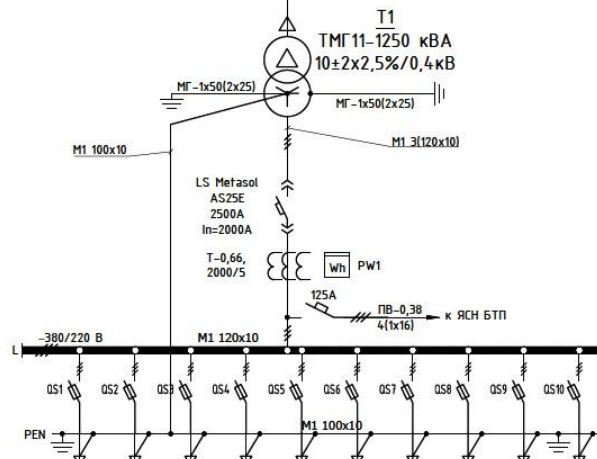 T1
ТМГ11-1250 кВА
10±2х2,5%/0,4кВ
МГ-1х50(2х25)
МГ-1х50(2х25)
М1 100х10
М1 3(120х10)
LS Metasol
AS25E
2500A
In=2000A
Т-0,66,
2000/5
Wh
PW1
125А
ПВ-0,38
4(1х16)
к ЯСН БТП
~380/220 В
М1 120х10
L
QS1
QS2
QS3
QS4
QS5
QS6
QS7
QS8
QS9
QS10
PEN
М1 100х10